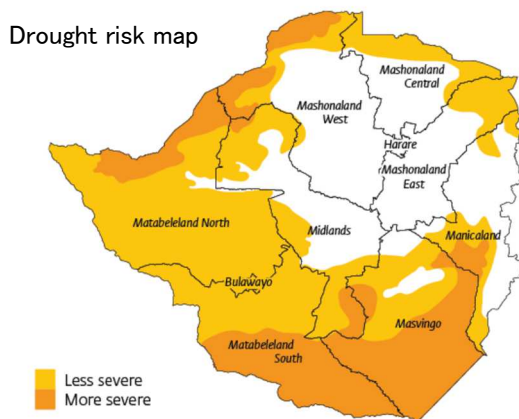 Drought risk map
Mashonaland
Central
Mashonaland
West
Harare
Mashonaland
East
Matabeleland North
Midlands
Manicaland
Bulawayo
Masvingo
Matabeleland
South
Less severe
More severe